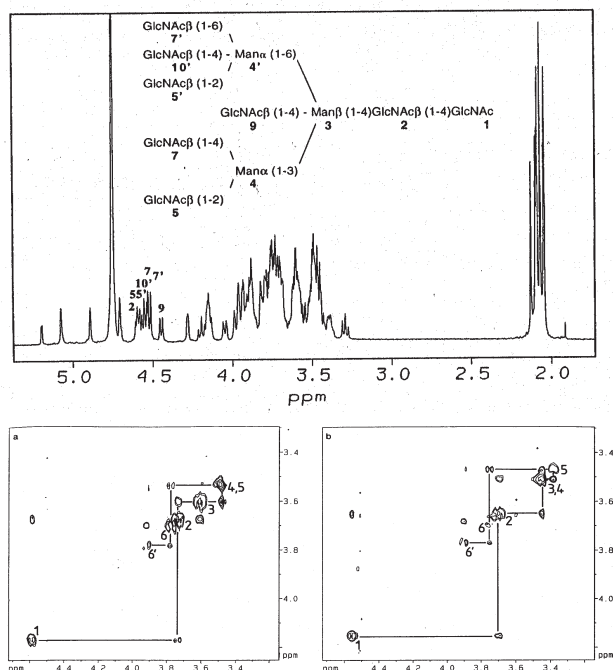 GlcNAcβ (1-6)
7'
GlcNAcβ (1-4) - Manα (1-6)
10' 4'
GlcNAcβ (1-2)
5'
GlcNAcβ (1-4) - Manβ (1-4)GlcNAcβ (1-4)GlcNAc
9 3 2 1
GlcNAcβ (1-4)
7
Manα (1-3)
4
GlcNAcβ (1-2)
5
7 7'
10'
55'
2 9
5.0 4.5 4.0 3.5 3.0 2.5 2.0
ppm
a
3.4
4,5
3
3.6
2
6
6'
3.8
4.0
1
ppm
ppm 4.4 4.2 4.0 3.8 3.6 3.4
b
3.4
5
3,4
3.6
2
6
6'
3.8
4.0
1
ppm
ppm 4.4 4.2 4.0 3.8 3.6 3.4